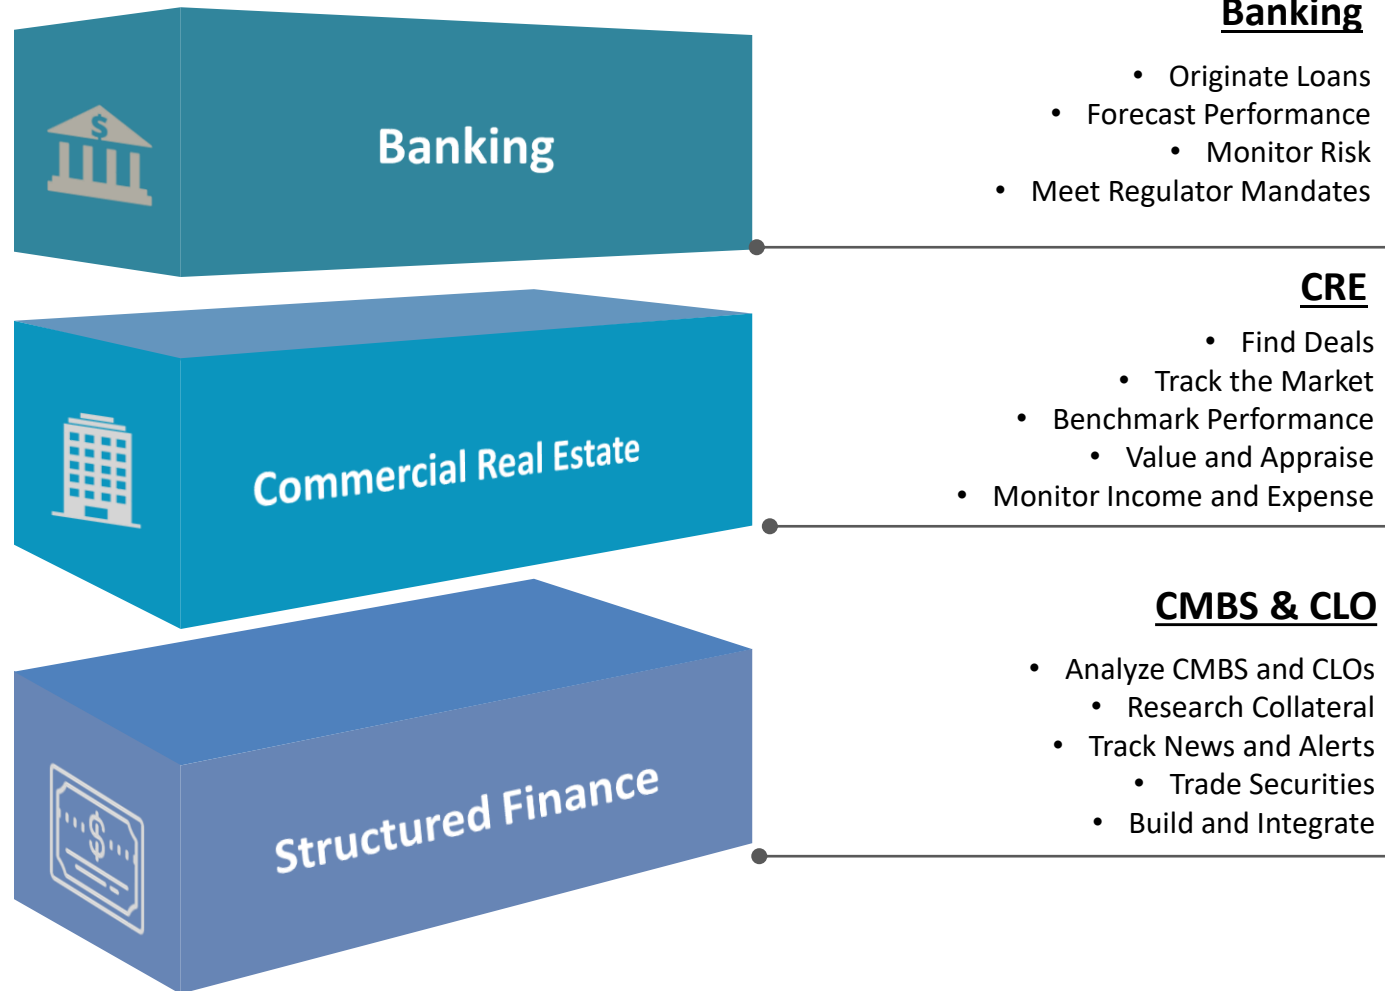 Banking
Banking
• Originate Loans
• Forecast Performance
• Monitor Risk
• Meet Regulator Mandates
Commercial Real Estate
CRE
• Find Deals
• Track the Market
• Benchmark Performance
• Value and Appraise
• Monitor Income and Expense
Structured Finance
CMBS & CLO
• Analyze CMBS and CLOs
• Research Collateral
• Track News and Alerts
• Trade Securities
• Build and Integrate
$
$